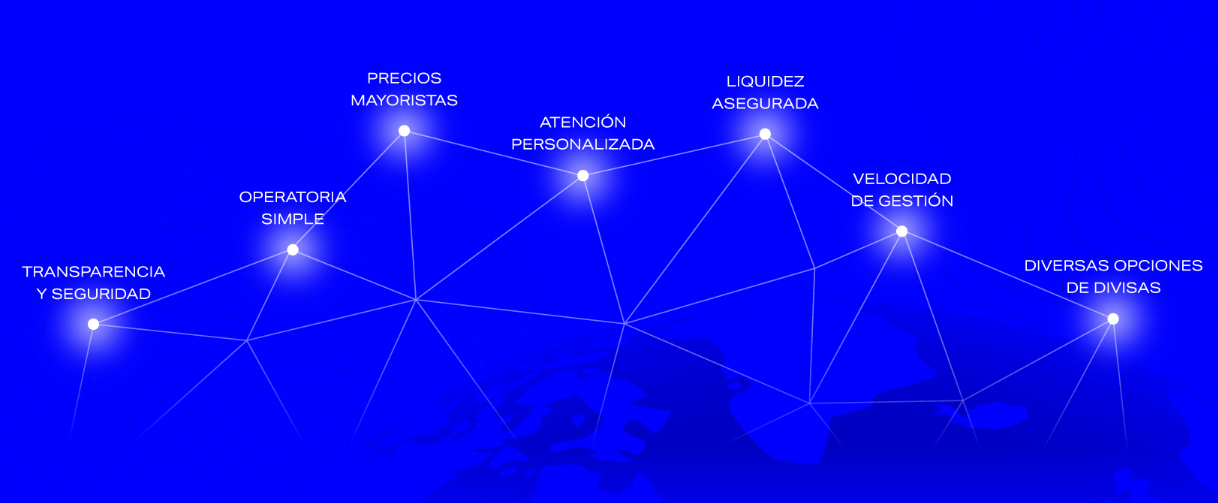 TRANSPARENCIA
Y SEGURIDAD
OPERATORIA
SIMPLE
PRECIOS
MAYORISTAS
ATENCIÓN
PERSONALIZADA
LIQUIDEZ
ASEGURADA
VELOCIDAD
DE GESTIÓN
DIVERSAS OPCIONES
DE DIVISAS